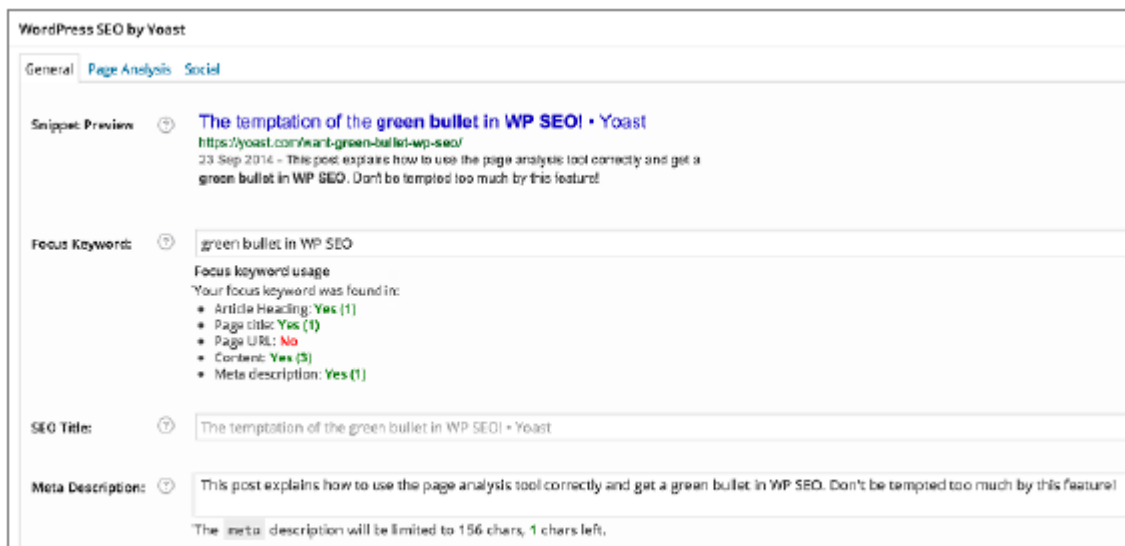 WordPress SEO by Yoast
General Page Analysis Social
Snippet Preview ? The temptation of the green bullet in WP SEO! • Yoast
https://yoast.com/want-green-bullet-wp-seo/
23 Sep 2014 - This post explains how to use the page analysis tool correctly and get a
green bullet in WP SEO. Don't be tempted too much by this feature!
Focus Keyword: ? green bullet in WP SEO
Focus keyword usage
Your focus keyword was found in:
• Article Heading: Yes (1)
• Page title: Yes (1)
• Page URL: No
• Content: Yes (3)
• Meta description: Yes (1)
SEO Title: ? The temptation of the green bullet in WP SEO! • Yoast
Meta Description: ? This post explains how to use the page analysis tool correctly and get a green bullet in WP SEO. Don't be tempted too much by this feature!
The meta description will be limited to 156 chars, 1 chars left.